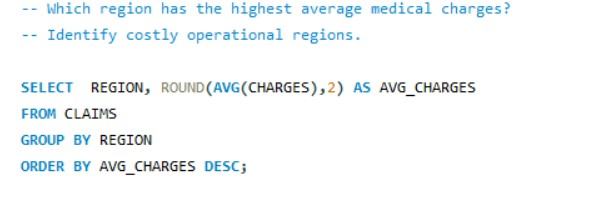 -- Which region has the highest average medical charges?
-- Identify costly operational regions.
SELECT  REGION, ROUND(AVG(CHARGES),2) AS AVG_CHARGES
FROM CLAIMS
GROUP BY REGION
ORDER BY AVG_CHARGES DESC;